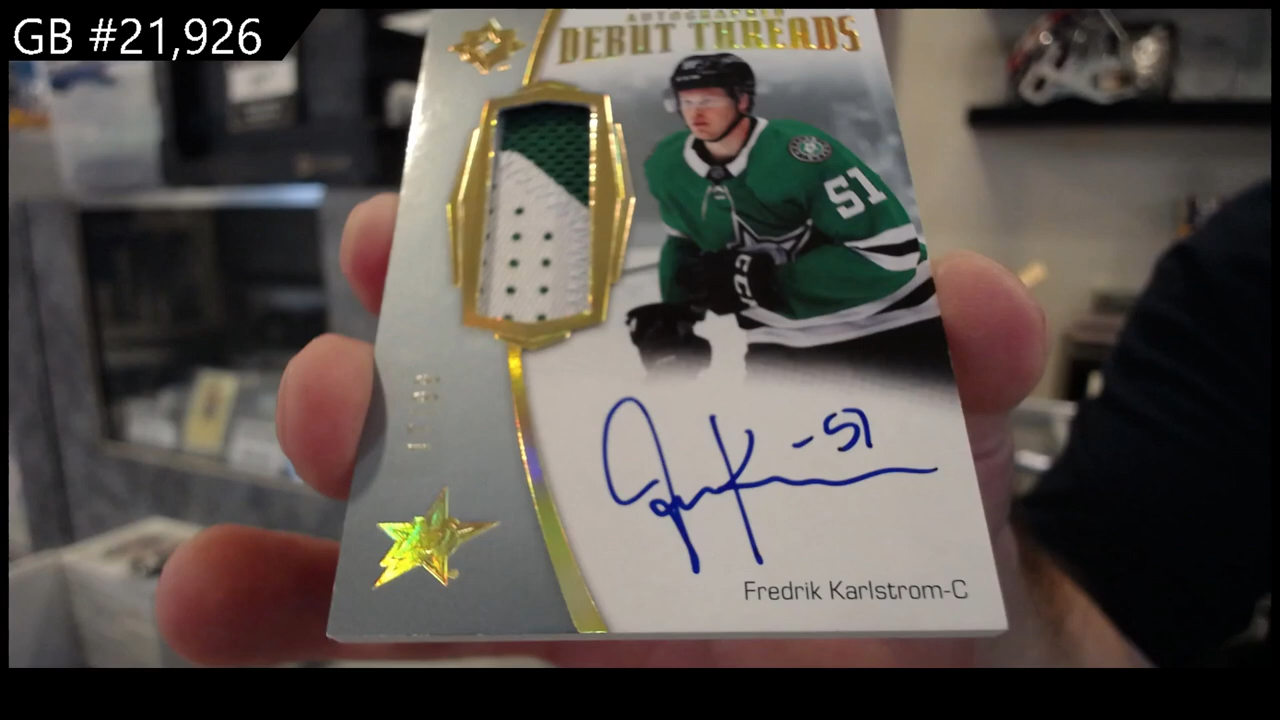 GB #21,926
AUTOGRAPHED
DEBUT THREADS
51
CCM
-51
Fredrik Karlstrom-C